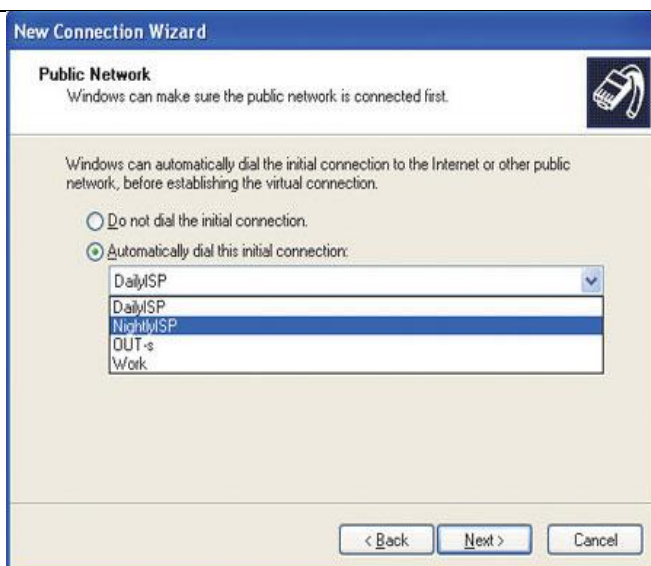 New Connection Wizard
Public Network
Windows can make sure the public network is connected first.
Windows can automatically dial the initial connection to the Internet or other public
network, before establishing the virtual connection.
Do not dial the initial connection.
Automatically dial this initial connection:
DailyISP
DailyISP
NightlyISP
OUT-s
Work
< Back Next > Cancel